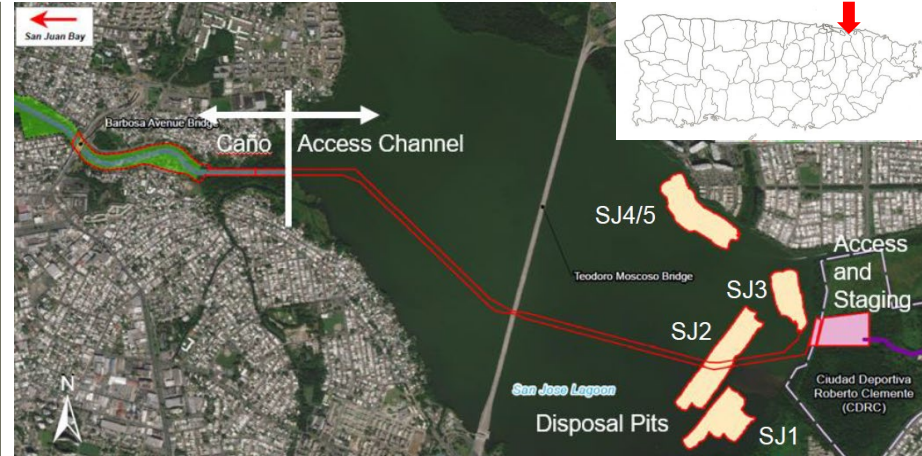 San Juan Bay
Barbosa Avenue Bridge
Caño
Access Channel
SJ4/5
Teodoro Moscoso Bridge
Access
and
Staging
SJ3
SJ2
San Jose Lagoon
Ciudad Deportiva
Roberto Clemente
(CDRC)
Disposal Pits
SJ1
N